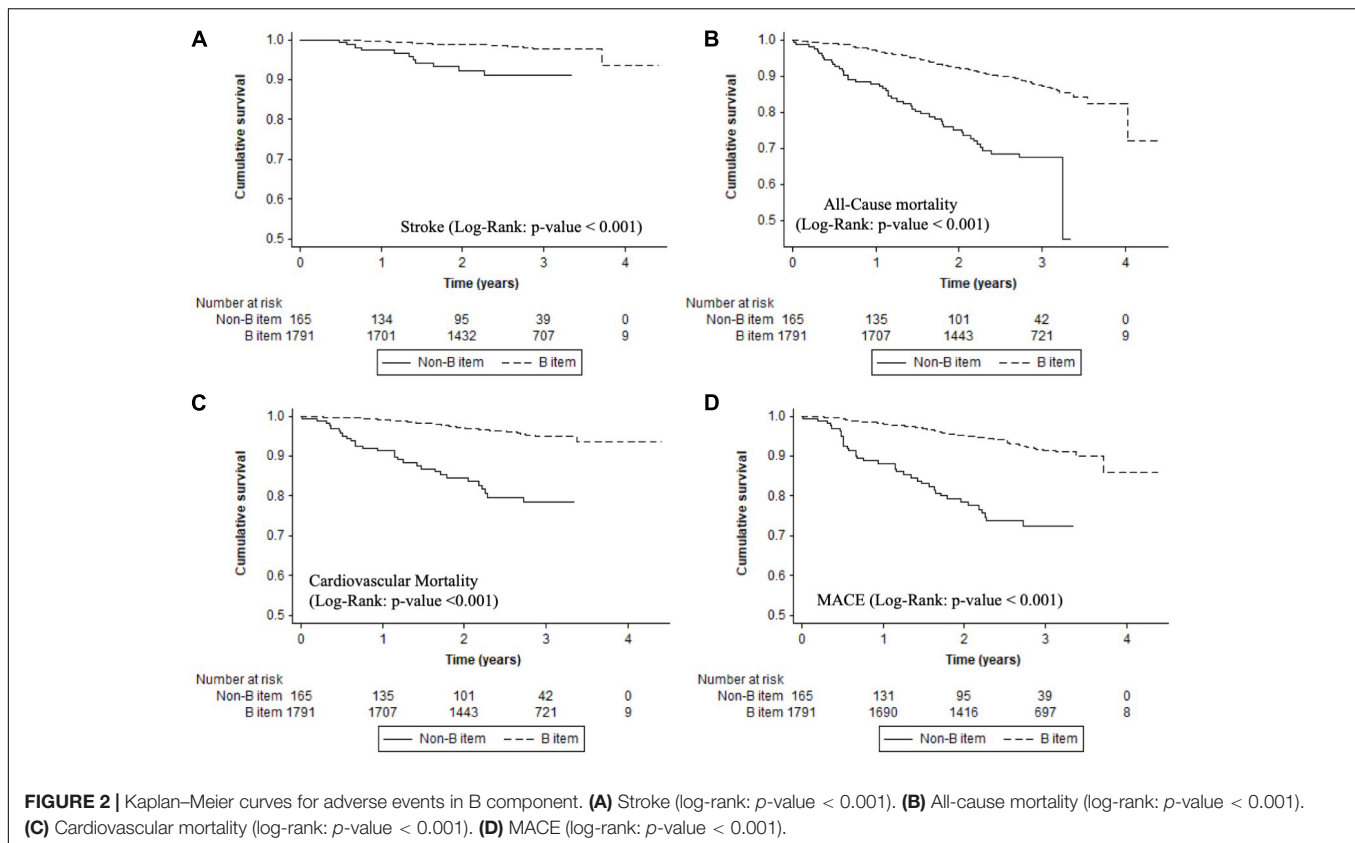 A
Cumulative survival
1.0
0.9
0.8
0.7
0.6
0.5
Stroke (Log-Rank: p-value < 0.001)
0 1 2 3 4
Time (years)
Number at risk
Non-B item 165 134 95 39 0
B item 1791 1701 1432 707 9
Non-B item B item
B
Cumulative survival
1.0
0.9
0.8
0.7
0.6
0.5
All-Cause mortality
(Log-Rank: p-value < 0.001)
0 1 2 3 4
Time (years)
Number at risk
Non-B item 165 135 101 42 0
B item 1791 1707 1443 721 9
Non-B item B item
C
Cumulative survival
1.0
0.9
0.8
0.7
0.6
0.5
Cardiovascular Mortality
(Log-Rank: p-value <0.001)
0 1 2 3 4
Time (years)
Number at risk
Non-B item 165 135 101 42 0
B item 1791 1707 1443 721 9
Non-B item B item
D
Cumulative survival
1.0
0.9
0.8
0.7
0.6
0.5
MACE (Log-Rank: p-value < 0.001)
0 1 2 3 4
Time (years)
Number at risk
Non-B item 165 131 95 39 0
B item 1791 1690 1416 697 8
Non-B item B item
FIGURE 2 | Kaplan–Meier curves for adverse events in B component. (A) Stroke (log-rank: p-value < 0.001). (B) All-cause mortality (log-rank: p-value < 0.001).
(C) Cardiovascular mortality (log-rank: p-value < 0.001). (D) MACE (log-rank: p-value < 0.001).